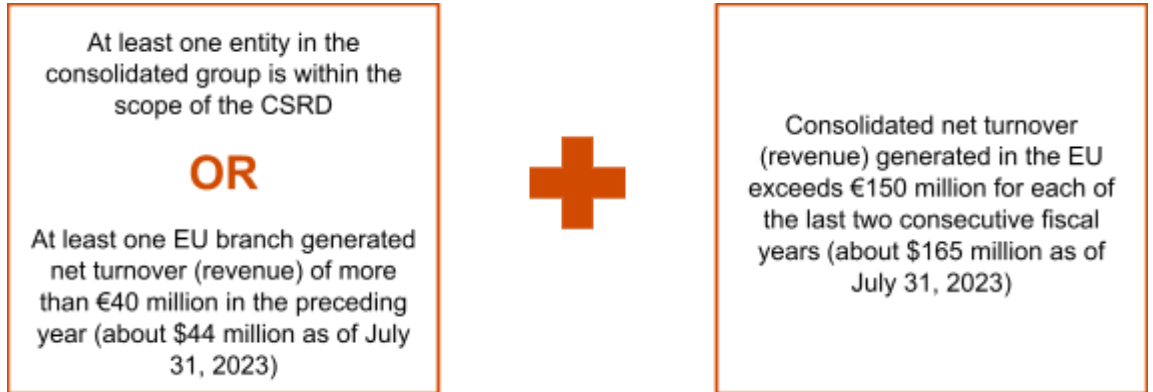 At least one entity in the
consolidated group is within the
scope of the CSRD
OR
At least one EU branch generated
net turnover (revenue) of more
than €40 million in the preceding
year (about $44 million as of July
31, 2023)
Consolidated net turnover
(revenue) generated in the EU
exceeds €150 million for each of
the last two consecutive fiscal
years (about $165 million as of
July 31, 2023)